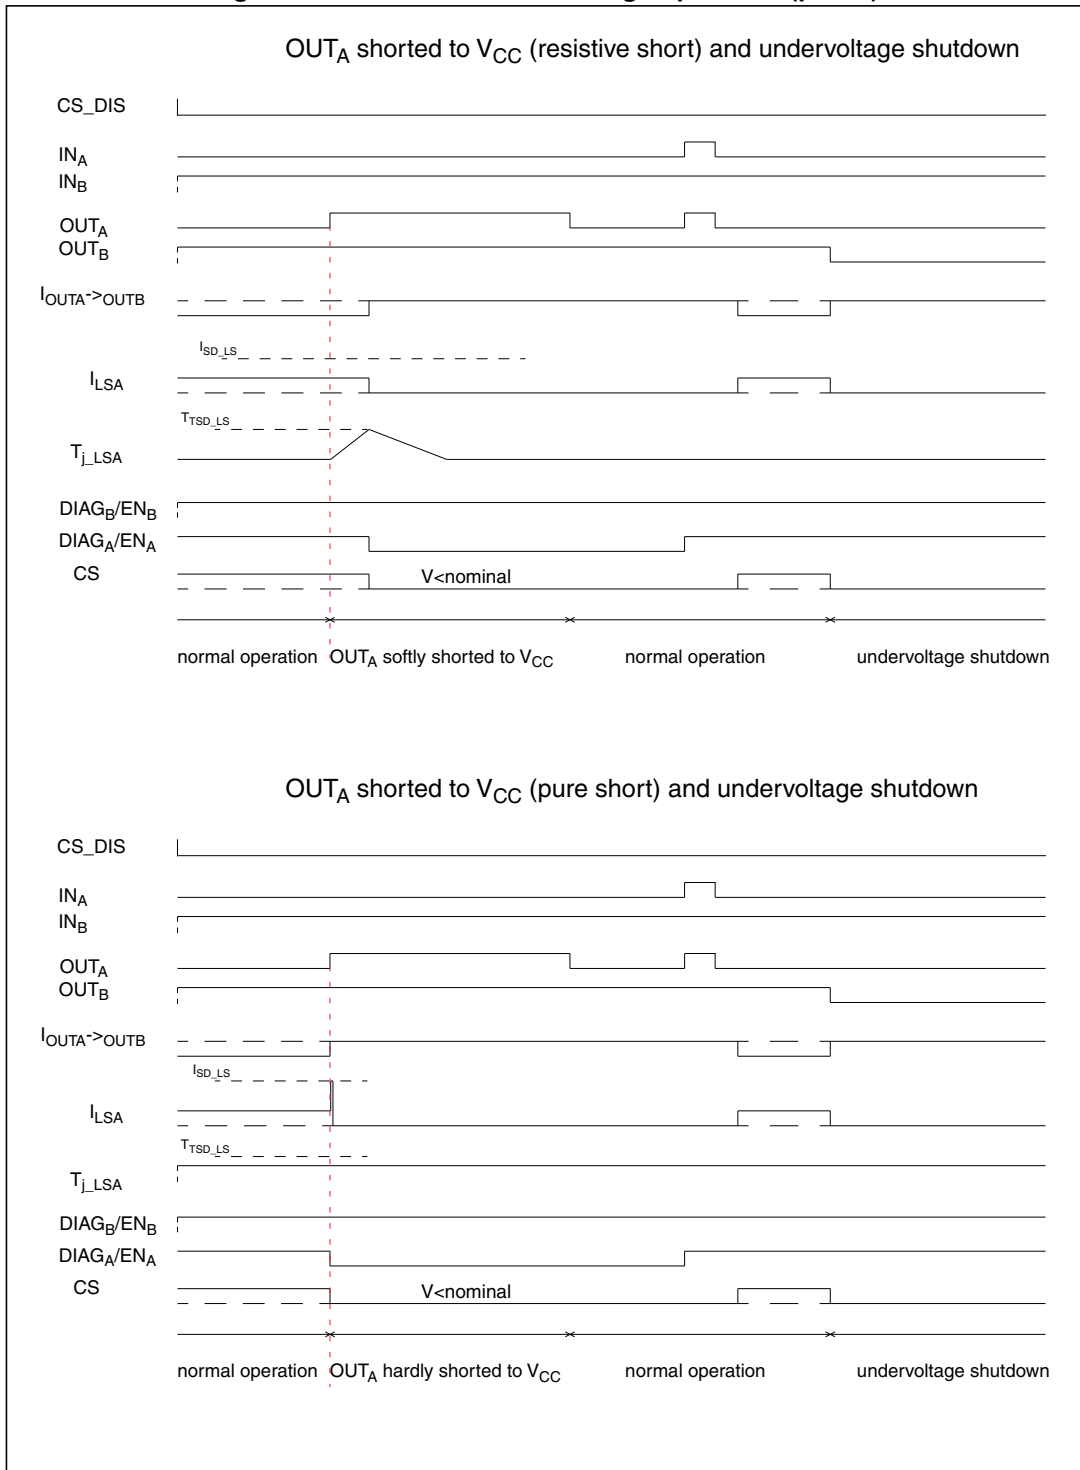 OUTA shorted to VCC (resistive short) and undervoltage shutdown
CS_DIS
INA
INB
OUTA
OUTB
IOUTA->OUTB
ISD_LS
ILSA
TTSD_LS
Tj_LSA
DIAGB/ENB
DIAGA/ENA
CS
V<nominal
normal operation OUTA softly shorted to VCC normal operation undervoltage shutdown
OUTA shorted to VCC (pure short) and undervoltage shutdown
CS_DIS
INA
INB
OUTA
OUTB
IOUTA->OUTB
ISD_LS
ILSA
TTSD_LS
Tj_LSA
DIAGB/ENB
DIAGA/ENA
CS
V<nominal
normal operation OUTA hardly shorted to VCC normal operation undervoltage shutdown